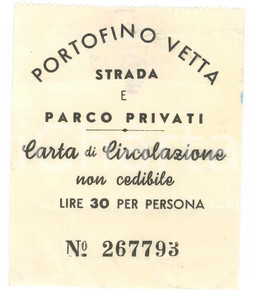 PORTOFINO VETTA
STRADA
E
PARCO PRIVATI
Carta di Circolazione
non cedibile
LIRE 30 PER PERSONA
Nº 267793